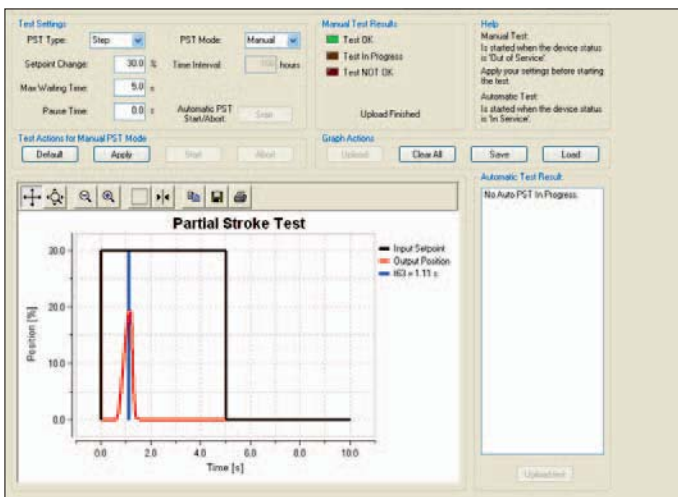 Test Settings
PST Type: Step
PST Mode: Manual
Setpoint Change: 30.0 %
Time Interval: hours
Max Waiting Time: 5.0 s
Pause Time: 0.0 s
Automatic PST
Start/Abort:
Manual Test Results
Test OK
Test In Progress
Test NOT OK
Upload Finished
Help
Manual Test:
Is started when the device status
is 'Out of Service'.
Apply your settings before starting
the test.
Automatic Test:
Is started when the device status
is 'In Service'.
Test Actions for Manual PST Mode
Default
Apply
Start
Abort
Graph Actions
Upload
Clear All
Save
Load
Automatic Test Result
No Auto PST In Progress.
Partial Stroke Test
Input Setpoint
Output Position
t63 = 1.11 s
Position [%]
30.0
20.0
10.0
0.0
0.0 2.0 4.0 6.0 8.0 10.0
Time [s]